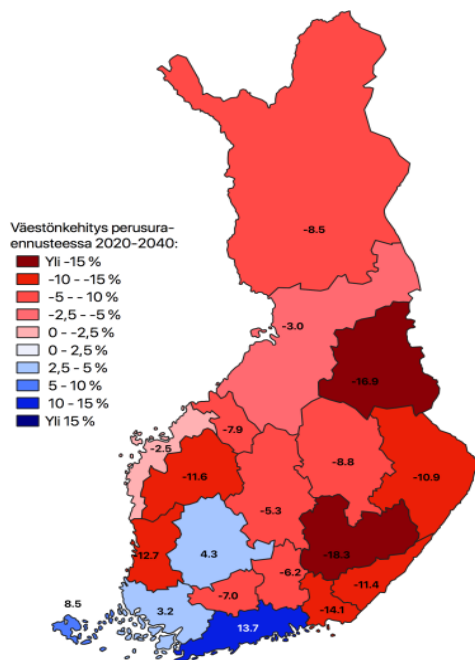 Väestönkehitys perusura-
ennusteessa 2020-2040:
Yli -15 %
-10 - -15 %
-5 - -10 %
-2,5 - -5 %
0 - -2,5 %
0 - 2,5 %
2,5 - 5 %
5 - 10 %
10 - 15 %
Yli 15 %
-8.5
-3.0
-16.9
-7.9
-2.5
-8.8
-11.6
-10.9
-5.3
-12.7
4.3
-18.3
-6.2
-11.4
-7.0
8.5
3.2
-14.1
13.7